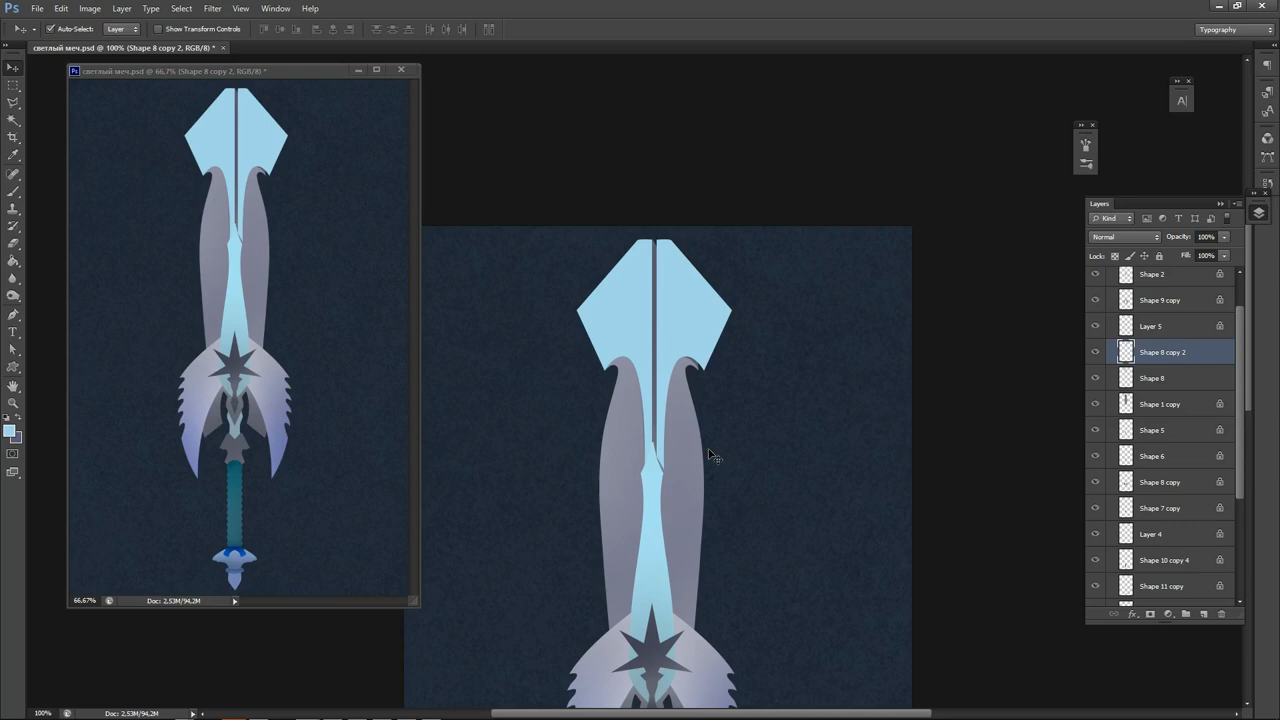 Ps File Edit Image Layer Type Select Filter View Window Help
Auto-Select: Layer Show Transform Controls Typography
светлый меч.psd @ 100% (Shape 8 copy 2, RGB/8) * ×
Ps светлый меч.psd @ 66,7% (Shape 8 copy 2, RGB/8) *
A
Layers
Kind
Normal Opacity: 100%
Lock: Fill: 100%
Shape 2
Shape 9 copy
Layer 5
Shape 8 copy 2
Shape 8
Shape 1 copy
Shape 5
Shape 6
Shape 8 copy
Shape 7 copy
Layer 4
Shape 10 copy 4
Shape 11 copy
fx
66,67% Doc: 2,53M/94,2M
100% Doc: 2,53M/94,2M